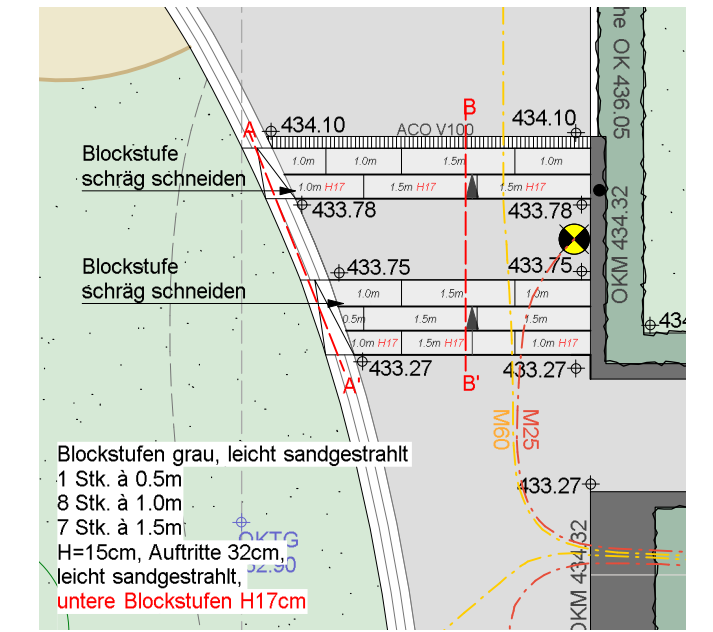 he OK 436.05
B
434.10
434.10
A
ACO V100
Blockstufe
schräg schneiden
1.0m
1.0m
1.5m
1.0m
1.0m H17
1.5m H17
1.5m H17
OKM 434.32
433.78
433.78
Blockstufe
schräg schneiden
433.75
433.75
1.0m
1.5m
1.0m
0.5m
1.5m
1.5m
1.0m H17
1.5m H17
1.0m H17
434
433.27
433.27
A'
B'
M60
M25
Blockstufen grau, leicht sandgestrahlt
1 Stk. à 0.5m
8 Stk. à 1.0m
7 Stk. à 1.5m
H=15cm, Auftritte 32cm,
leicht sandgestrahlt,
untere Blockstufen H17cm
433.27
OKTG
32.90
OKM 434.32